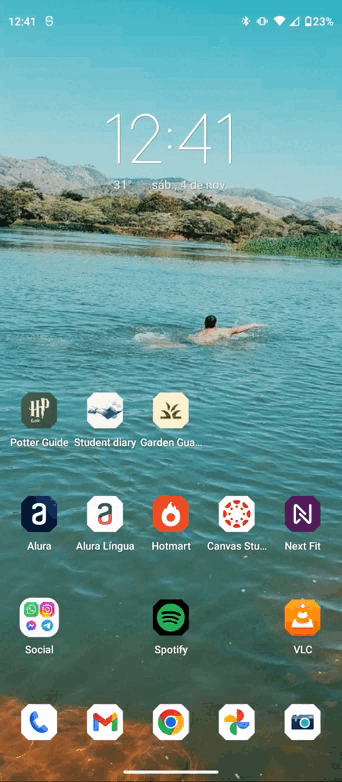 12:41
23%
12:41
31° sáb., 4 de nov.
HP
Potter Guide Student diary Garden Gua...
a a
Alura Alura Língua Hotmart Canvas Stu... Next Fit
Social Spotify VLC